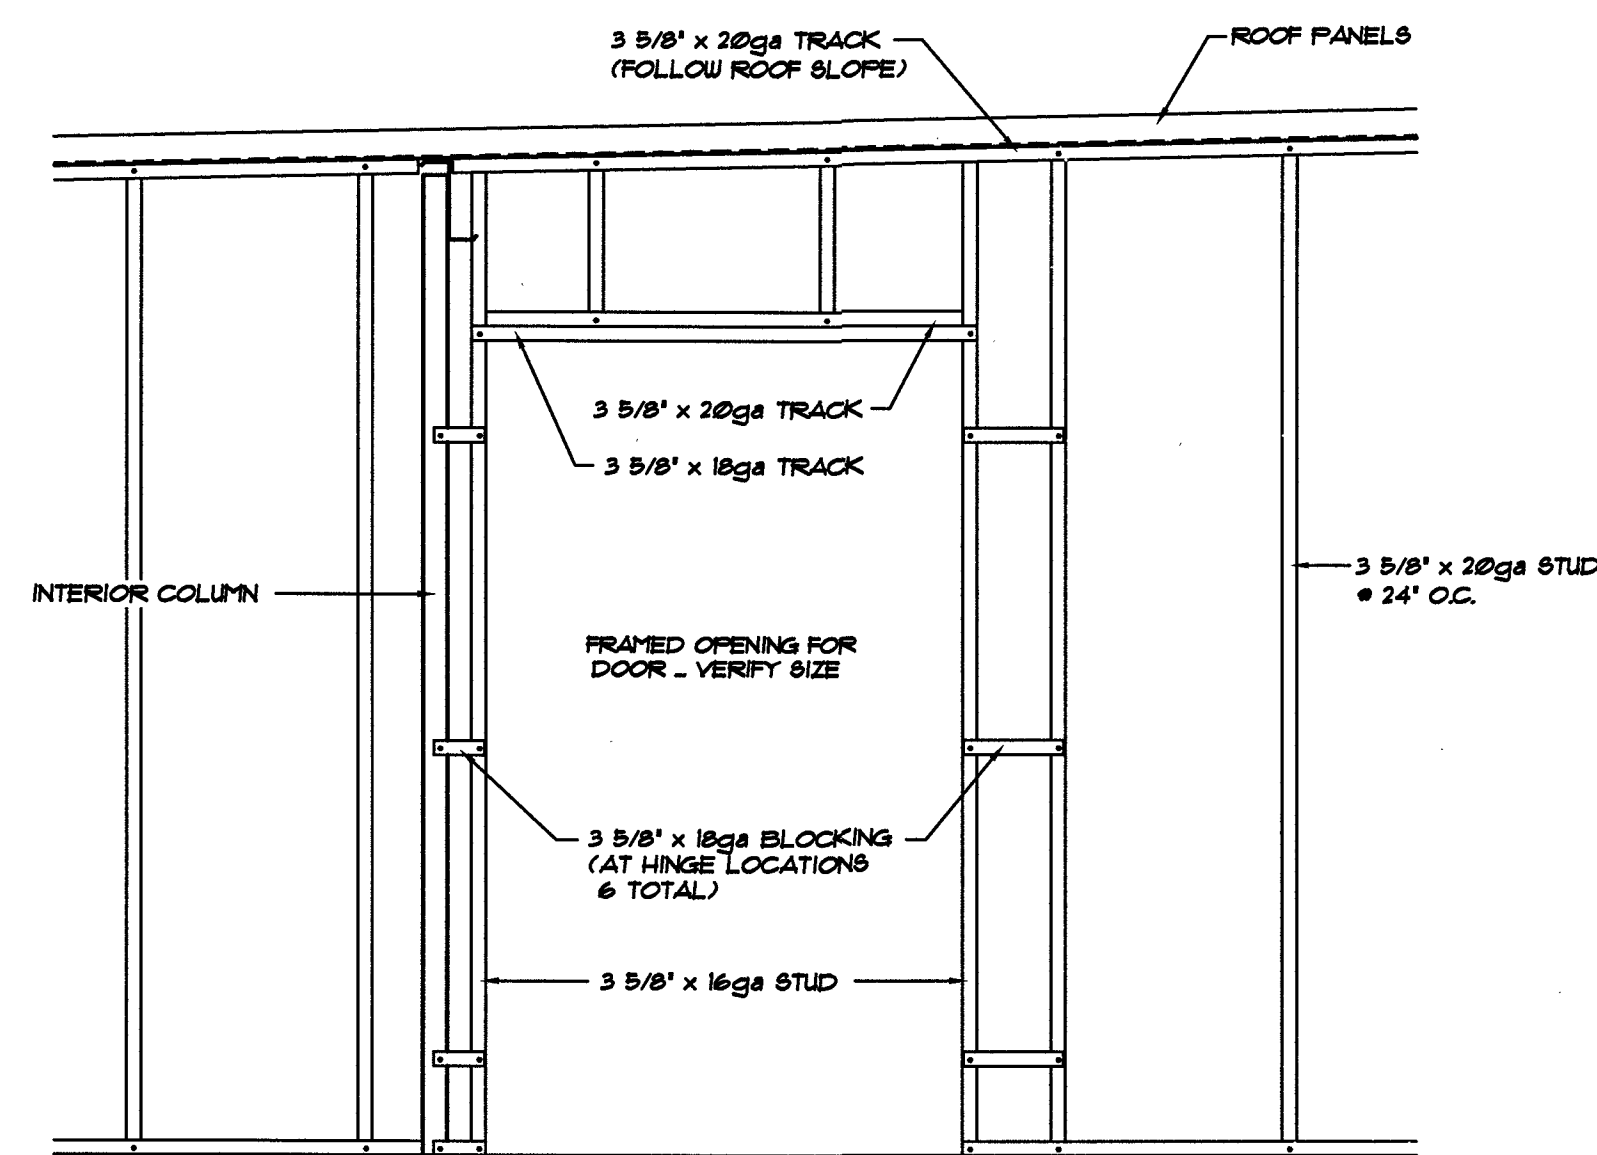 3 5/8" x 20ga TRACK
(FOLLOW ROOF SLOPE)
ROOF PANELS
3 5/8" x 20ga TRACK
3 5/8" x 18ga TRACK
INTERIOR COLUMN
3 5/8" x 20ga STUD
@ 24" O.C.
FRAMED OPENING FOR
DOOR - VERIFY SIZE
3 5/8" x 18ga BLOCKING
(AT HINGE LOCATIONS
6 TOTAL)
3 5/8" x 16ga STUD